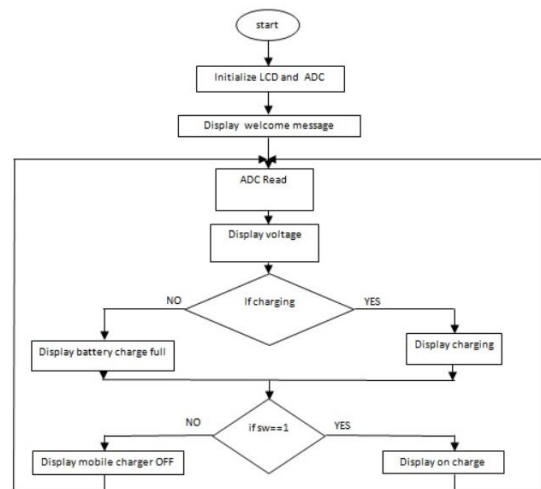 start
Initialize LCD and ADC
Display welcome message
ADC Read
Display voltage
If charging
NO
YES
Display battery charge full
Display charging
if sw==1
NO
YES
Display mobile charger OFF
Display on charge